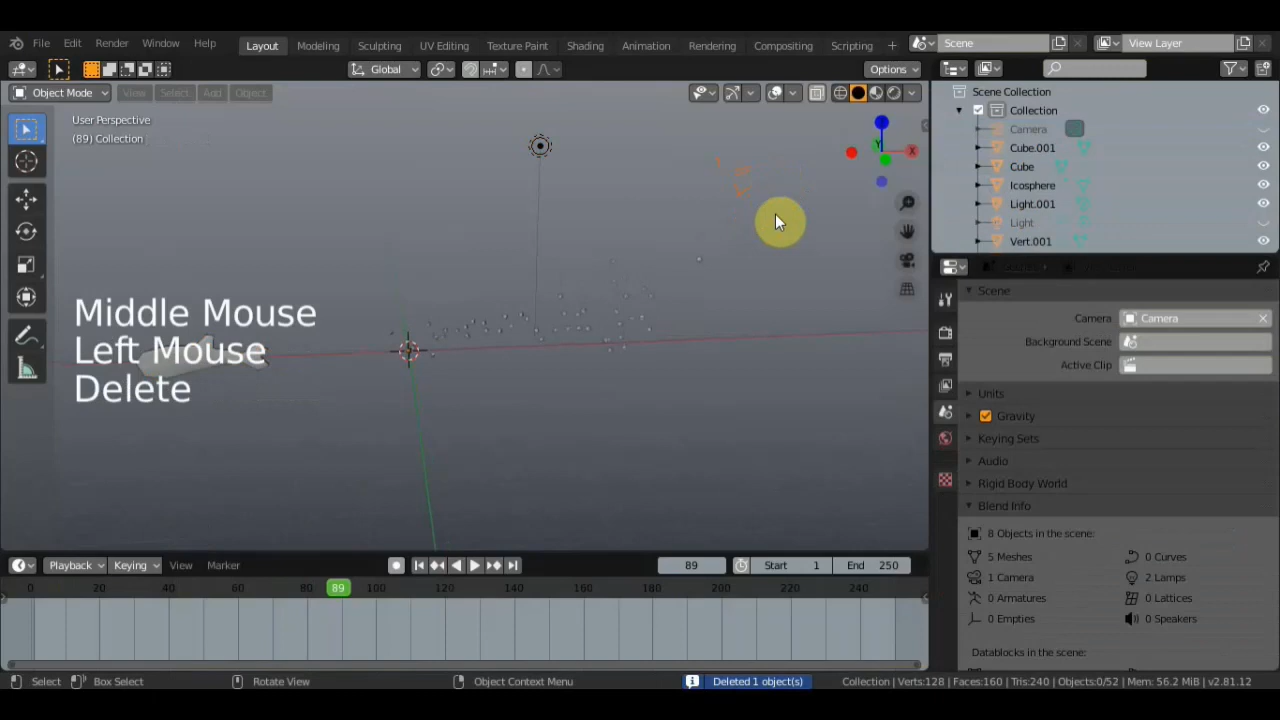 File Edit Render Window Help Layout Modeling Sculpting UV Editing Texture Paint Shading Animation Rendering Compositing Scripting + Scene View Layer
Global Options
Object Mode View Select Add Object
User Perspective
(89) Collection
Scene Collection
Collection
Camera
Cube.001
Cube
Icosphere
Light.001
Light
Vert.001
X
Y
Middle Mouse
Left Mouse
Delete
Scene
Camera Camera
Background Scene
Active Clip
Units
Gravity
Keying Sets
Audio
Rigid Body World
Blend Info
8 Objects in the scene:
5 Meshes 0 Curves
1 Camera 2 Lamps
0 Armatures 0 Lattices
0 Empties 0 Speakers
Datablocks in the scene:
Playback Keying View Marker 89 Start 1 End 250
0 20 40 60 89 100 120 140 160 180 200 220 240
Select Box Select Rotate View Object Context Menu Deleted 1 object(s) Collection | Verts:128 | Faces:160 | Tris:240 | Objects:0/52 | Mem: 56.2 MiB | v2.81.12